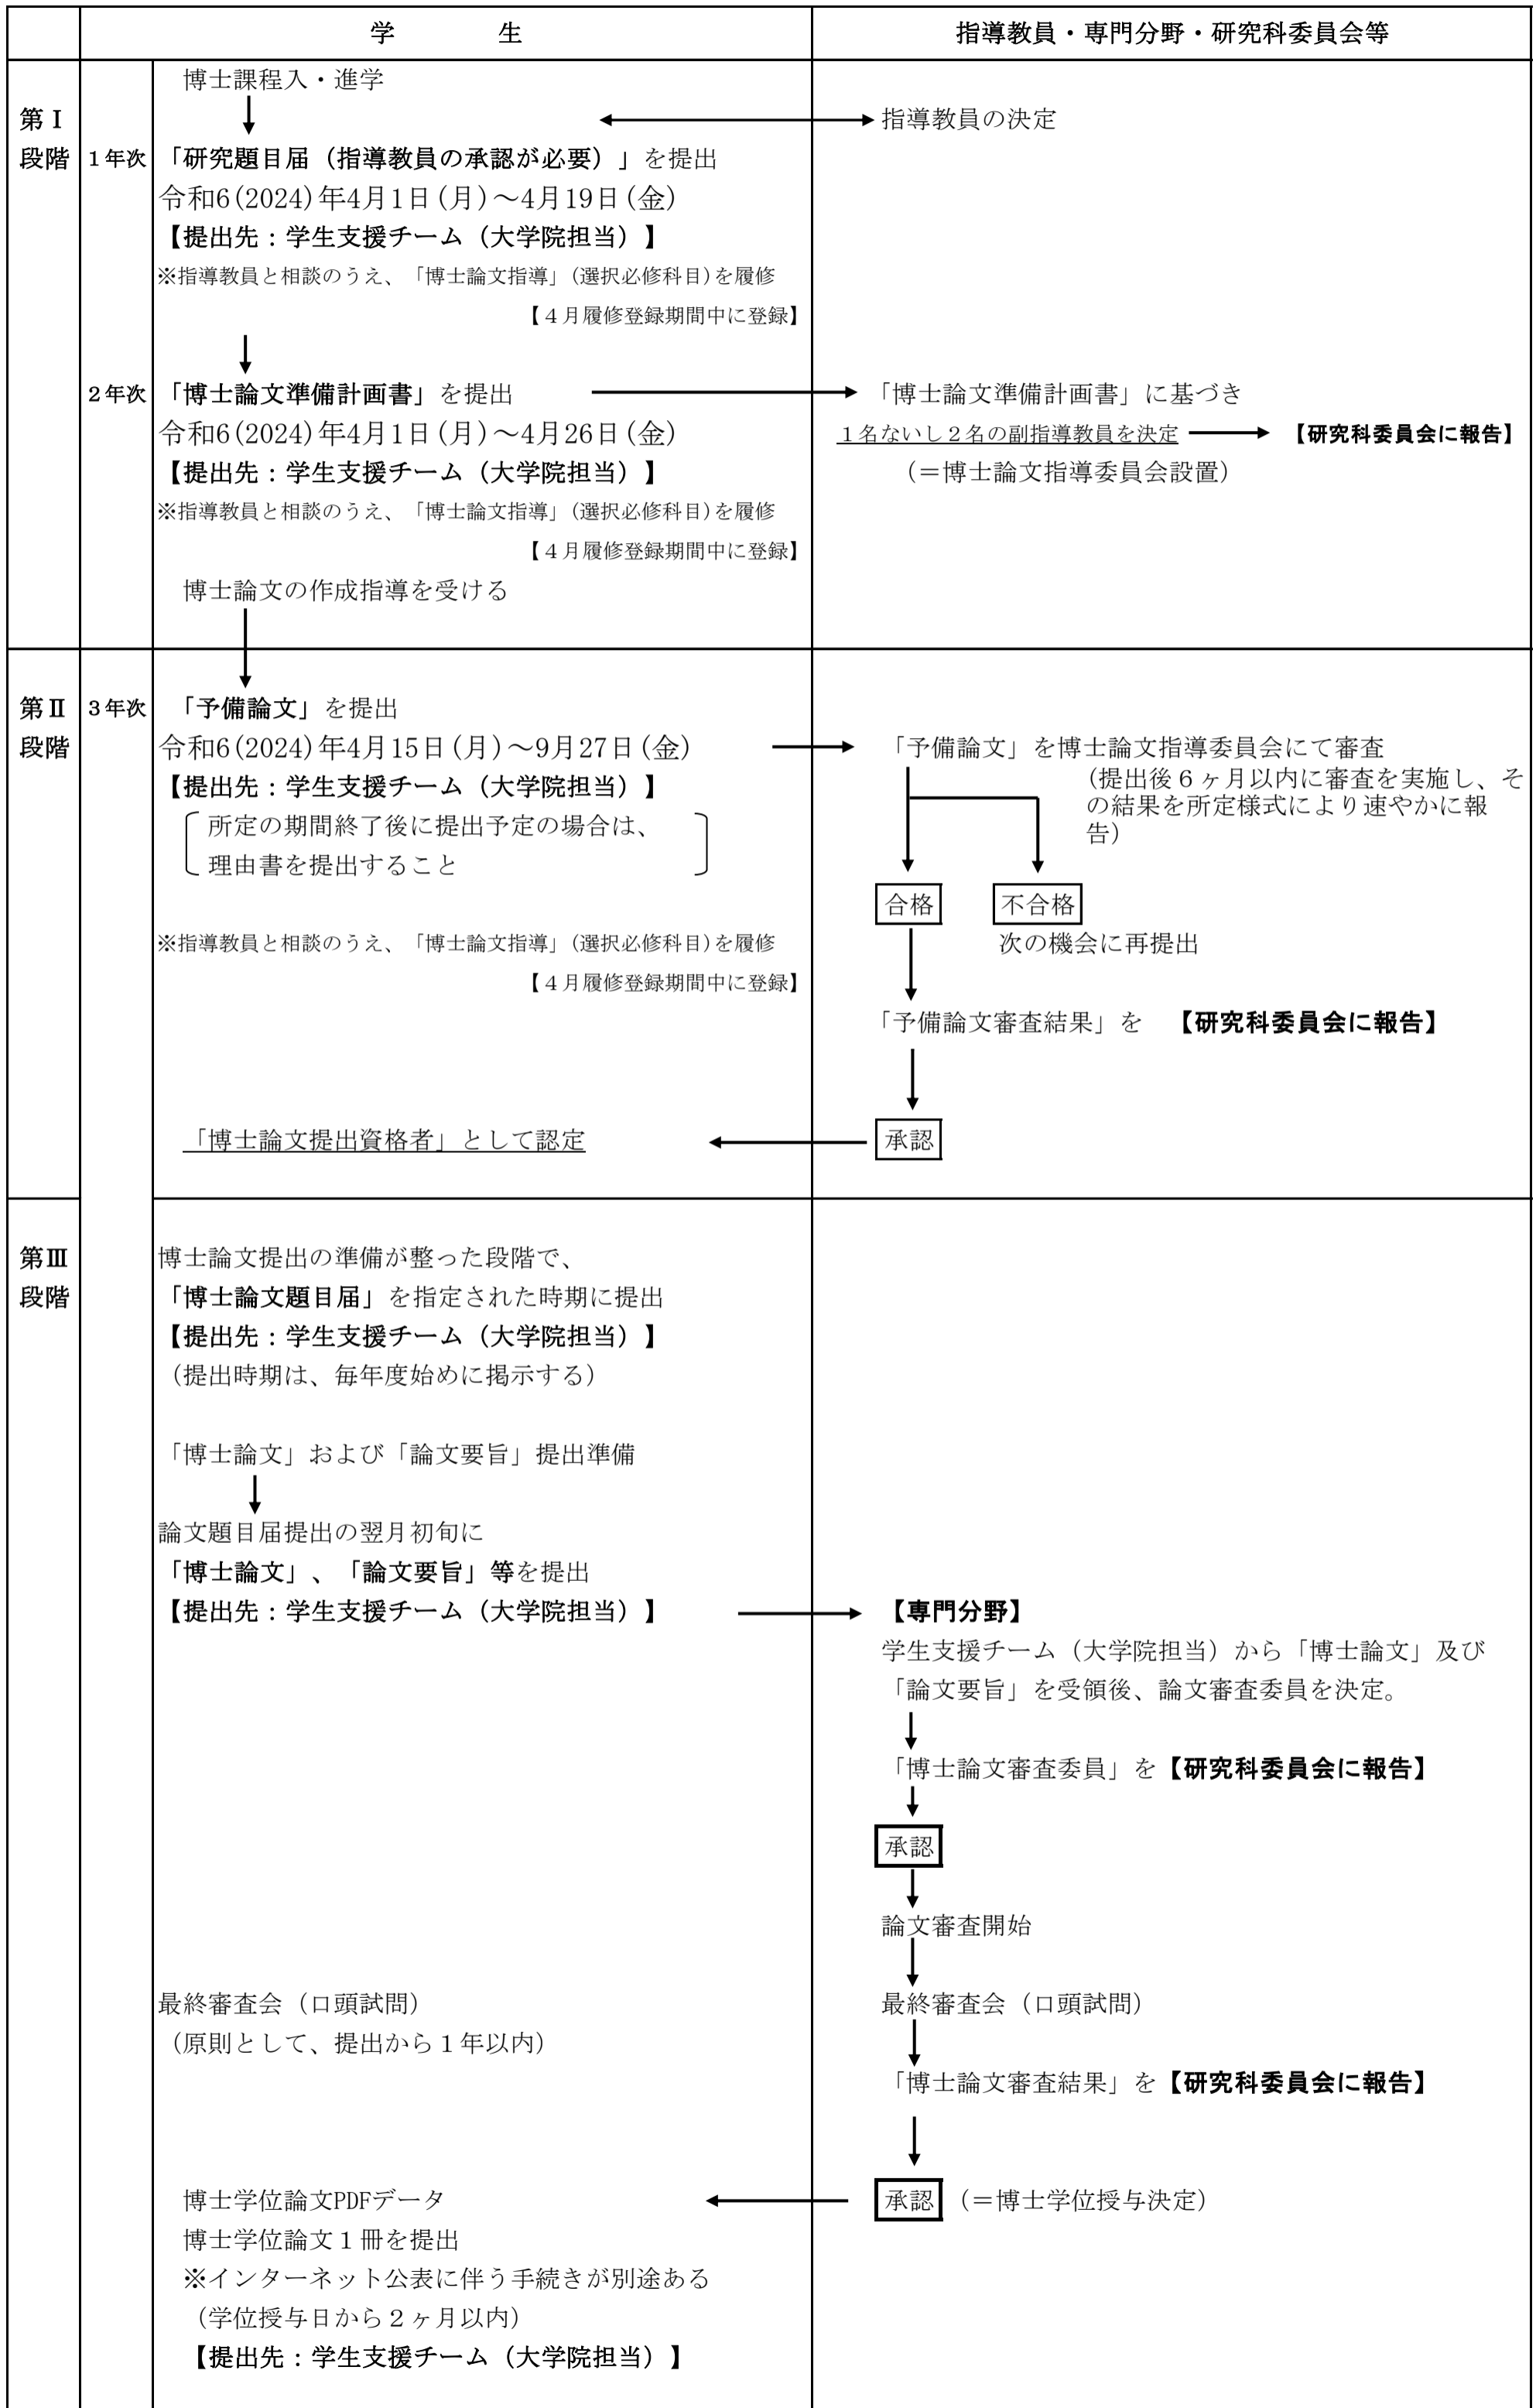 学　生
指導教員・専門分野・研究科委員会等
第Ⅰ
段階
1年次
博士課程入・進学
指導教員の決定
「研究題目届（指導教員の承認が必要）」を提出
令和6(2024)年4月1日(月)～4月19日(金)
【提出先：学生支援チーム（大学院担当）】
※指導教員と相談のうえ、「博士論文指導」(選択必修科目)を履修
【４月履修登録期間中に登録】
２年次
「博士論文準備計画書」を提出
「博士論文準備計画書」に基づき
令和6(2024)年4月1日(月)～4月26日(金)
１名ないし２名の副指導教員を決定
【研究科委員会に報告】
【提出先：学生支援チーム（大学院担当）】
（＝博士論文指導委員会設置）
※指導教員と相談のうえ、「博士論文指導」(選択必修科目)を履修
【４月履修登録期間中に登録】
博士論文の作成指導を受ける
第Ⅱ
段階
３年次
「予備論文」を提出
令和6(2024)年4月15日(月)～9月27日(金)
「予備論文」を博士論文指導委員会にて審査
【提出先：学生支援チーム（大学院担当）】
(提出後６ヶ月以内に審査を実施し、そ
の結果を所定様式により速やかに報
告)
所定の期間終了後に提出予定の場合は、
理由書を提出すること
合格
不合格
※指導教員と相談のうえ、「博士論文指導」(選択必修科目)を履修
次の機会に再提出
【４月履修登録期間中に登録】
「予備論文審査結果」を　【研究科委員会に報告】
「博士論文提出資格者」として認定
承認
第Ⅲ
段階
博士論文提出の準備が整った段階で、
「博士論文題目届」を指定された時期に提出
【提出先：学生支援チーム（大学院担当）】
（提出時期は、毎年度始めに掲示する）
「博士論文」および「論文要旨」提出準備
論文題目届提出の翌月初旬に
「博士論文」、「論文要旨」等を提出
【提出先：学生支援チーム（大学院担当）】
【専門分野】
学生支援チーム（大学院担当）から「博士論文」及び
「論文要旨」を受領後、論文審査委員を決定。
「博士論文審査委員」を【研究科委員会に報告】
承認
論文審査開始
最終審査会（口頭試問）
最終審査会（口頭試問）
（原則として、提出から１年以内）
「博士論文審査結果」を【研究科委員会に報告】
博士学位論文PDFデータ
承認
（＝博士学位授与決定）
博士学位論文１冊を提出
※インターネット公表に伴う手続きが別途ある
（学位授与日から２ヶ月以内）
【提出先：学生支援チーム（大学院担当）】